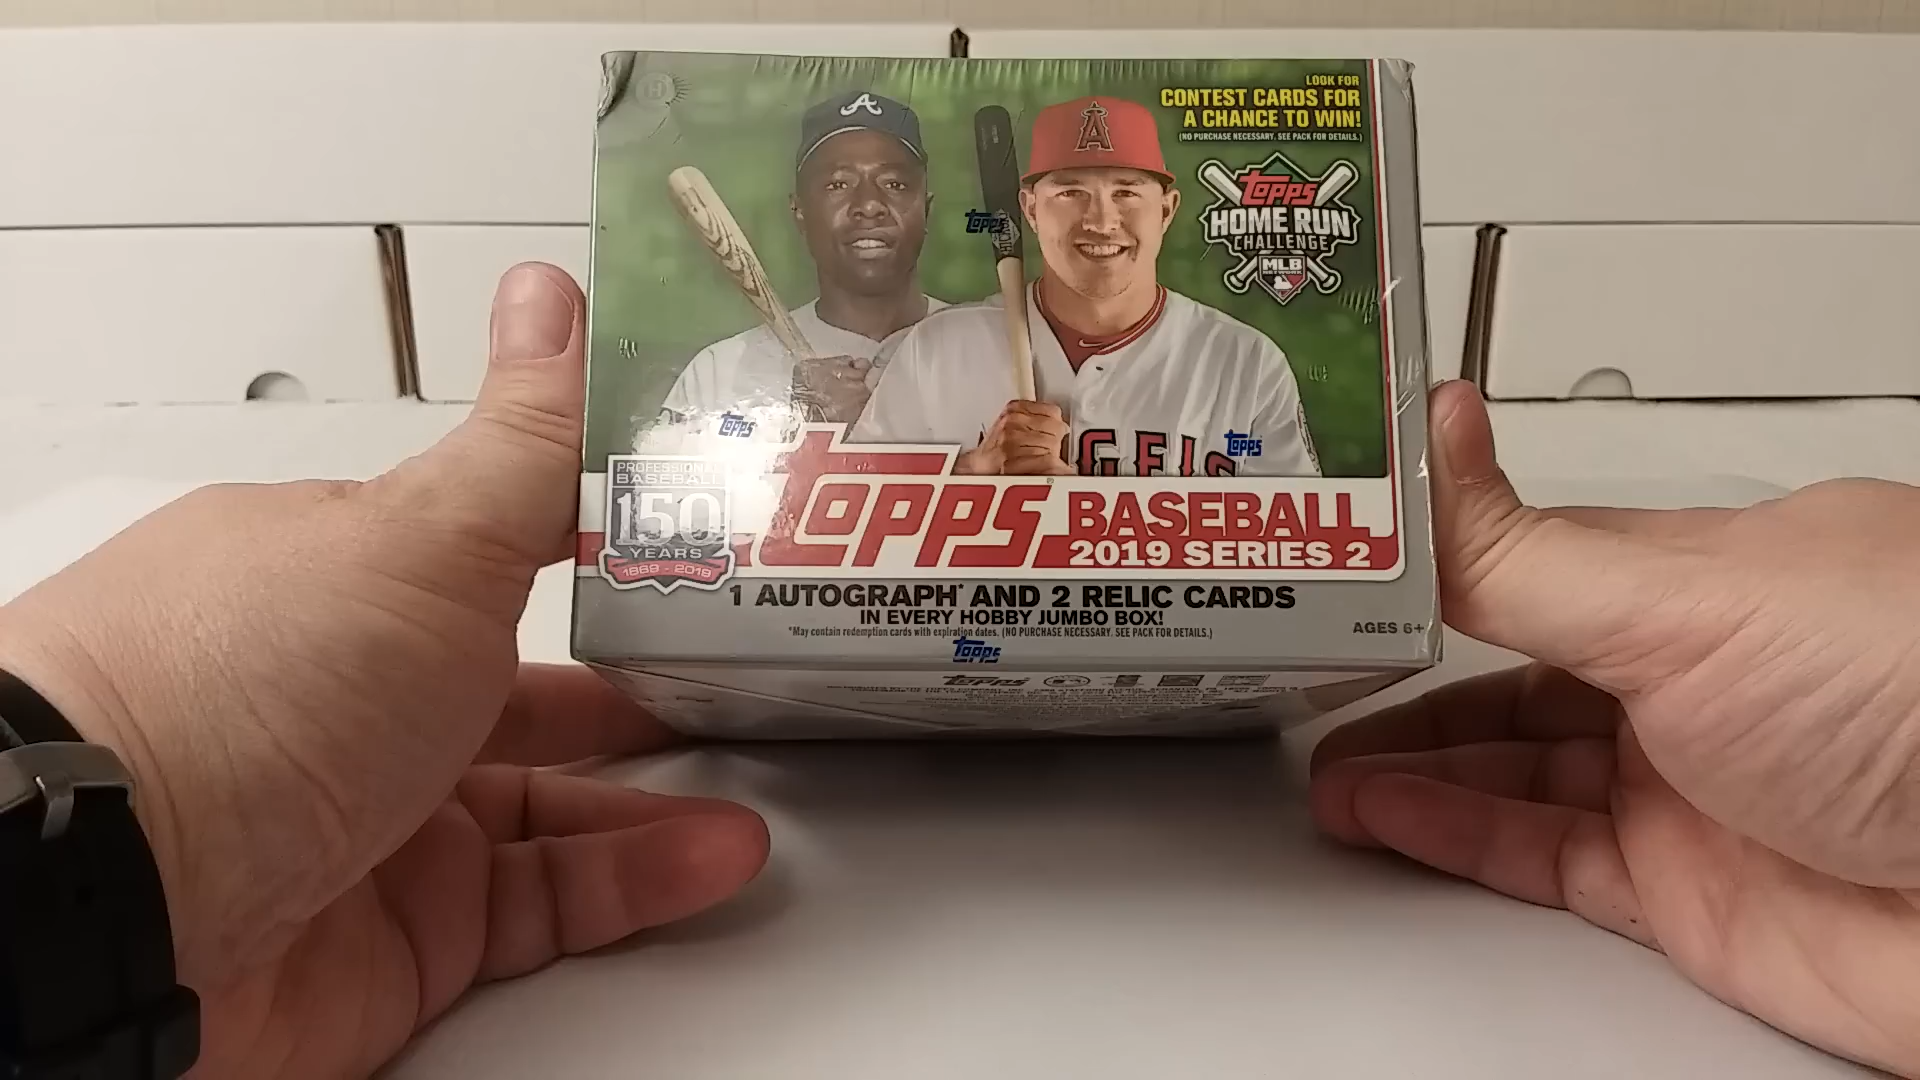 LOOK FOR
CONTEST CARDS FOR
A CHANCE TO WIN!
(NO PURCHASE NECESSARY. SEE PACK FOR DETAILS.)
H
A
A
Topps
HOME RUN
CHALLENGE
MLB
NETWORK
Topps
Topps
Topps
ANGELS
PROFESSIONAL
BASEBALL
150
YEARS
1869 - 2019
Topps
BASEBALL
2019 SERIES 2
1 AUTOGRAPH* AND 2 RELIC CARDS
IN EVERY HOBBY JUMBO BOX!
*May contain redemption cards with expiration dates. (NO PURCHASE NECESSARY. SEE PACK FOR DETAILS.)
AGES 6+
Topps
Topps